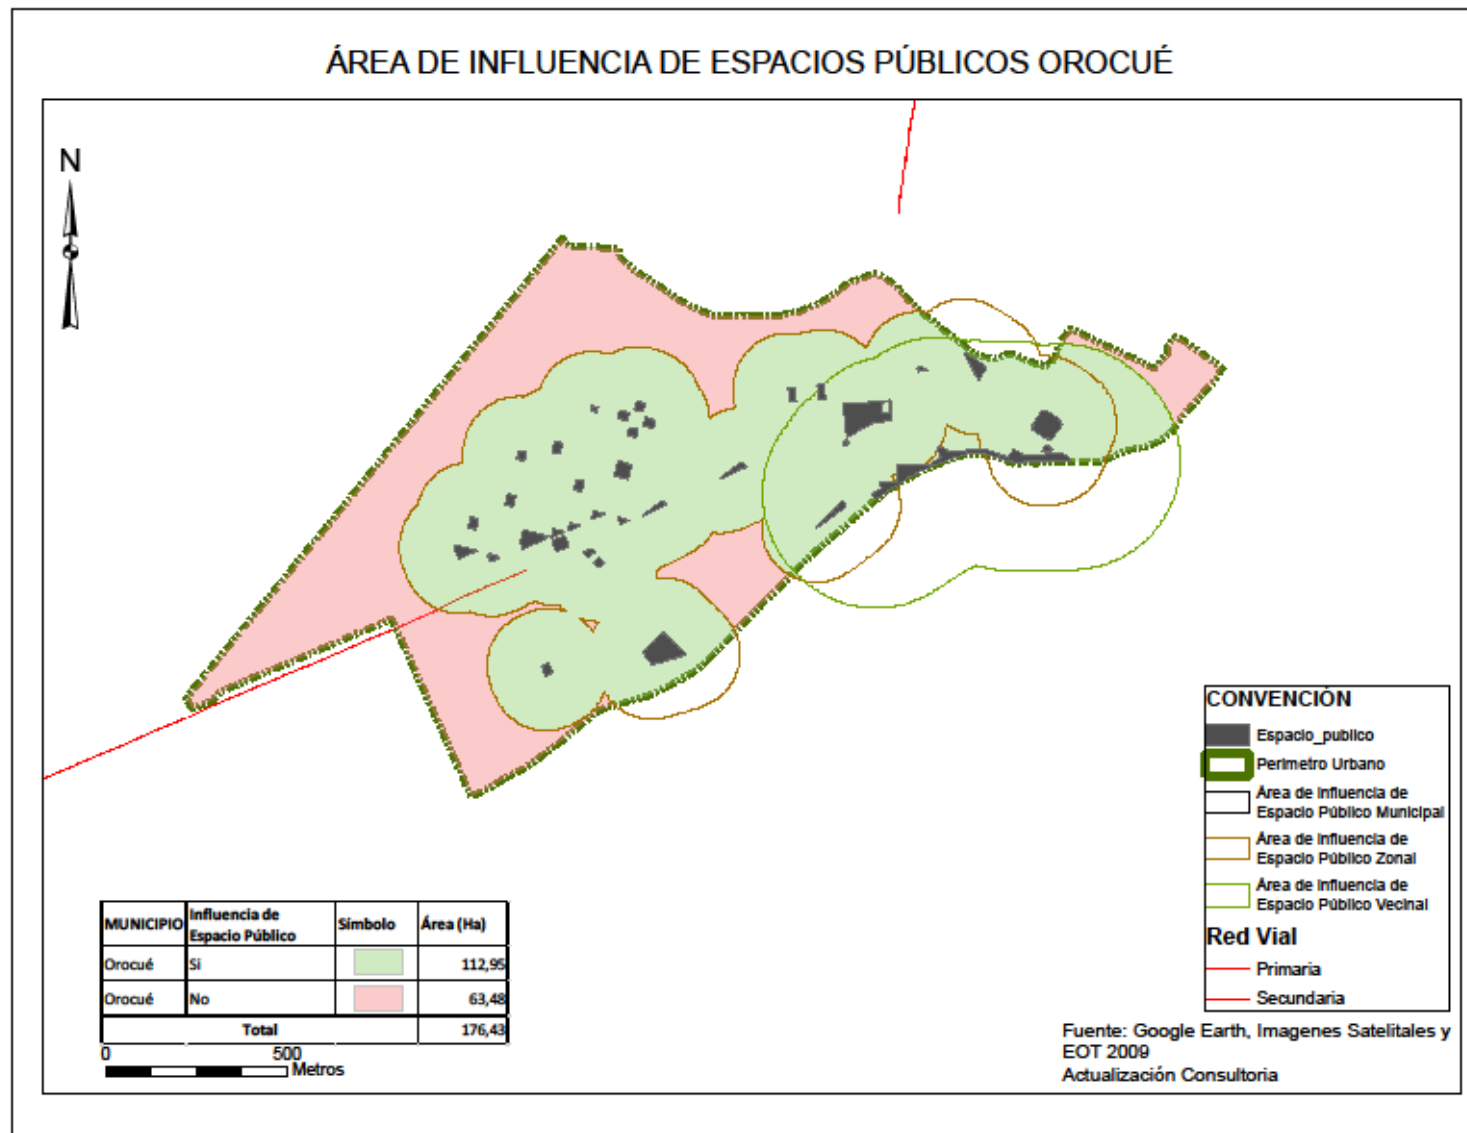 ÁREA DE INFLUENCIA DE ESPACIOS PÚBLICOS OROCUÉ
N
CONVENCIÓN
Espacio_publico
Perimetro Urbano
Área de Influencia de
Espacio Público Municipal
Área de Influencia de
Espacio Público Zonal
Área de Influencia de
Espacio Público Vecinal
Red Vial
Primaria
Secundaria
MUNICIPIO Influencia de Espacio Público Símbolo Área (Ha)
Orocué Si 112,95
Orocué No 63,48
Total 176,43
0 500
Metros
Fuente: Google Earth, Imagenes Satelitales y
EOT 2009
Actualización Consultoria